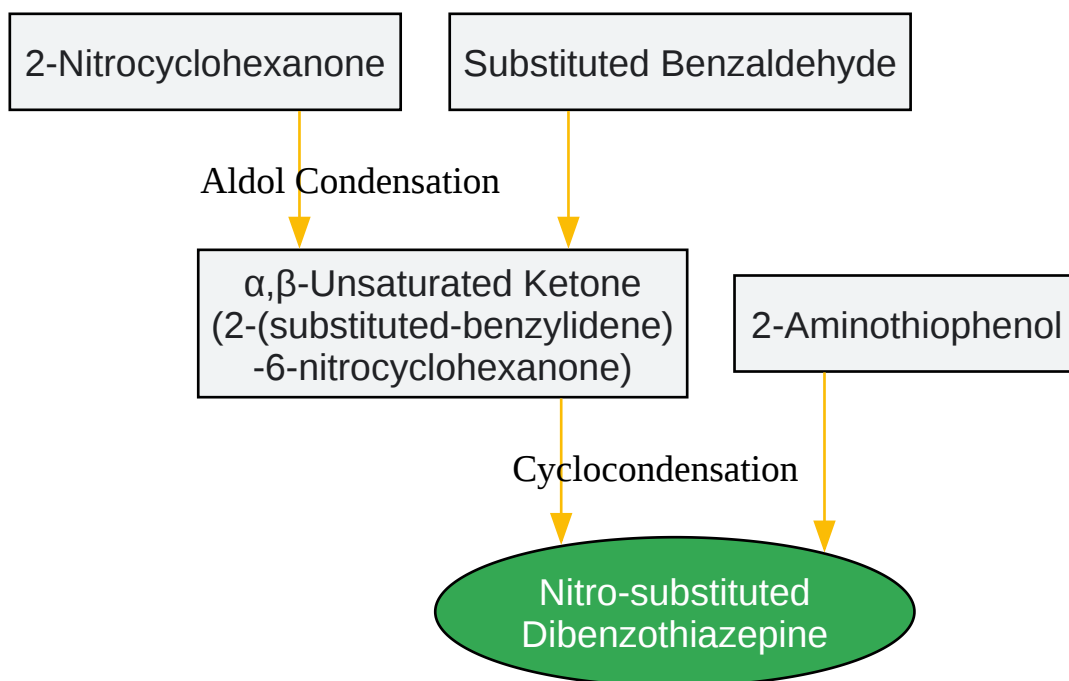 2-Nitrocyclohexanone
Substituted Benzaldehyde
Aldol Condensation
α,β-Unsaturated Ketone
(2-(substituted-benzylidene)
-6-nitrocyclohexanone)
2-Aminothiophenol
Cyclocondensation
Nitro-substituted
Dibenzothiazepine